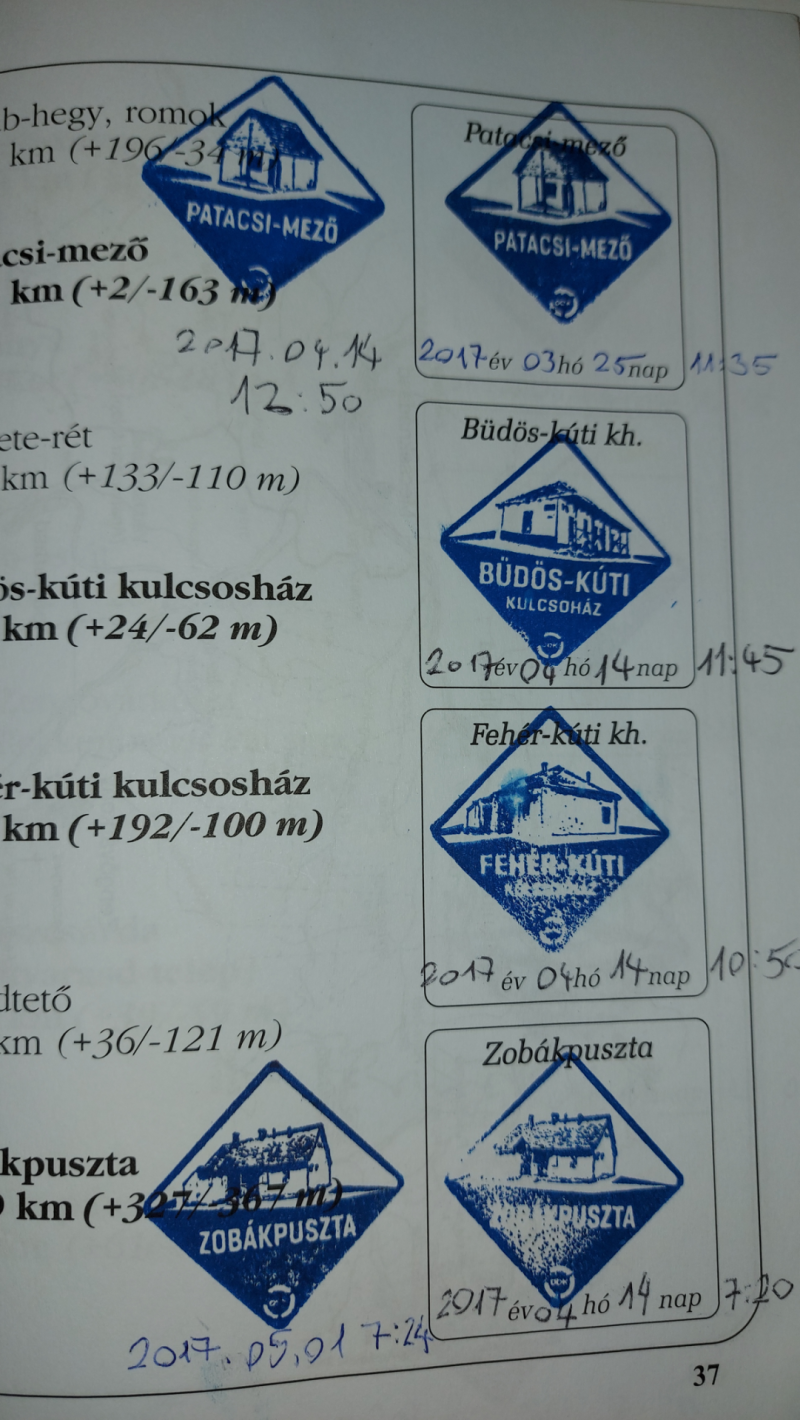 b-hegy, romok
km (+196/-34 m)
PATACSI-MEZŐ
csi-mező
km (+2/-163 m)
2017.04.14
12:50
Patacsi-mező
PATACSI-MEZŐ
2017 év 03 hó 25 nap 11:35
ete-rét
km (+133/-110 m)
ös-kúti kulcsosház
km (+24/-62 m)
Büdös-kúti kh.
BÜDÖS-KÚTI
KULCSOHÁZ
2017 év 04 hó 14 nap 11:45
ér-kúti kulcsosház
km (+192/-100 m)
Fehér-kúti kh.
FEHÉR-KÚTI
2017 év 04 hó 14 nap
dtető
km (+36/-121 m)
kpuszta
km (+327/-367 m)
ZOBÁKPUSZTA
2017.05.01 7:24
Zobákpuszta
ZOBÁKPUSZTA
2017 év 04 hó 14 nap 7:20
37